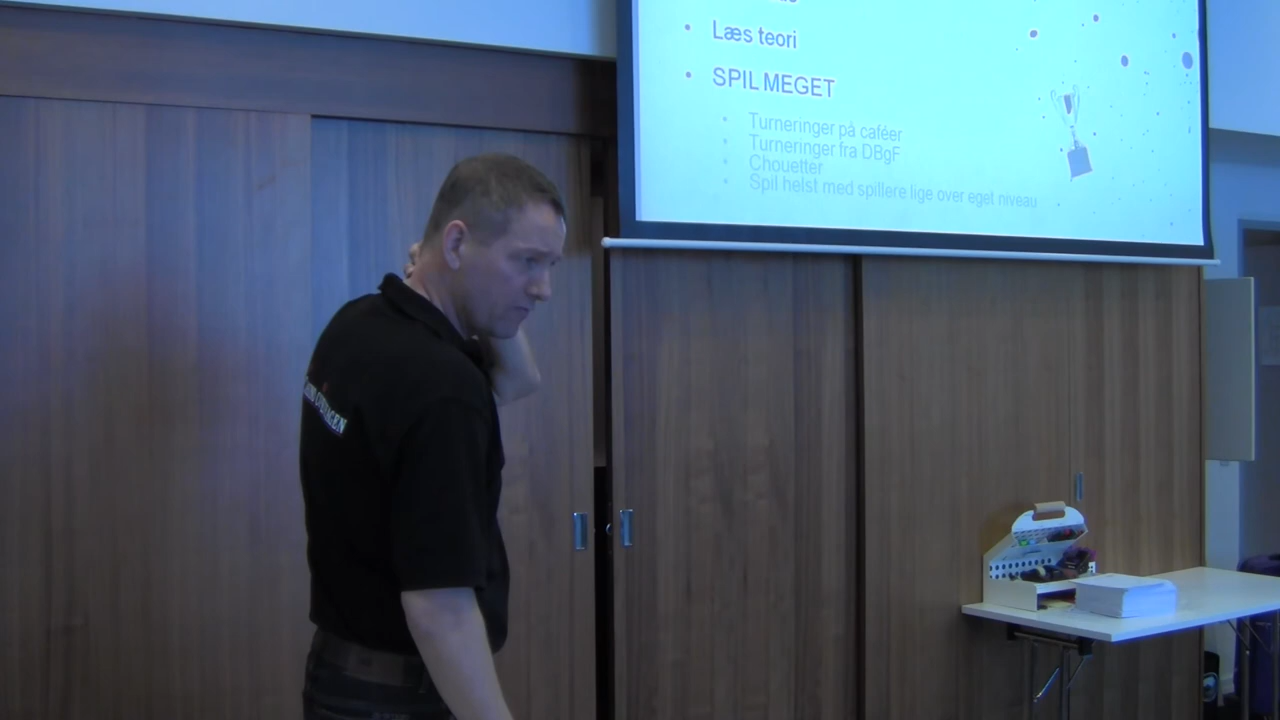 Læs teori
SPIL MEGET
Turneringer på caféer
Turneringer fra DBgF
Chouetter
Spil helst med spillere lige over eget niveau